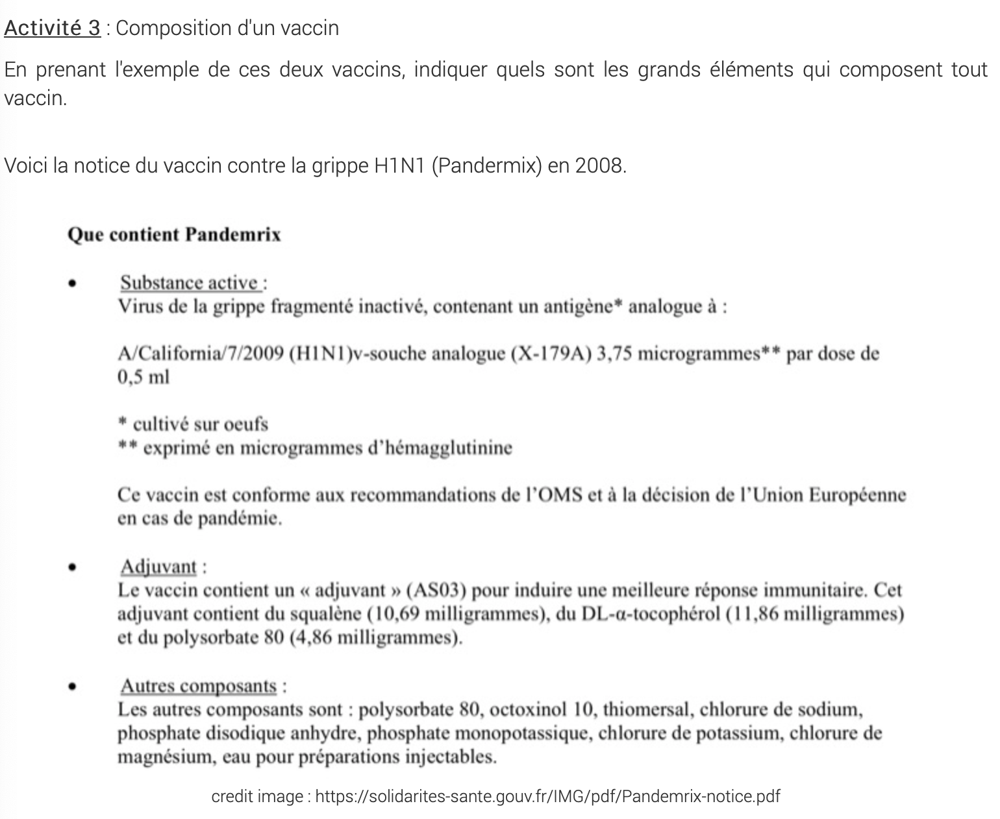 Activité 3 : Composition d'un vaccin
En prenant l'exemple de ces deux vaccins, indiquer quels sont les grands éléments qui composent tout
vaccin.
Voici la notice du vaccin contre la grippe H1N1 (Pandermix) en 2008.
Que contient Pandemrix
• Substance active :
Virus de la grippe fragmenté inactivé, contenant un antigène* analogue à :
A/California/7/2009 (H1N1)v-souche analogue (X-179A) 3,75 microgrammes** par dose de
0,5 ml
* cultivé sur oeufs
** exprimé en microgrammes d’hémagglutinine
Ce vaccin est conforme aux recommandations de l’OMS et à la décision de l’Union Européenne
en cas de pandémie.
• Adjuvant :
Le vaccin contient un « adjuvant » (AS03) pour induire une meilleure réponse immunitaire. Cet
adjuvant contient du squalène (10,69 milligrammes), du DL-α-tocophérol (11,86 milligrammes)
et du polysorbate 80 (4,86 milligrammes).
• Autres composants :
Les autres composants sont : polysorbate 80, octoxinol 10, thiomersal, chlorure de sodium,
phosphate disodique anhydre, phosphate monopotassique, chlorure de potassium, chlorure de
magnésium, eau pour préparations injectables.
credit image : https://solidarites-sante.gouv.fr/IMG/pdf/Pandemrix-notice.pdf